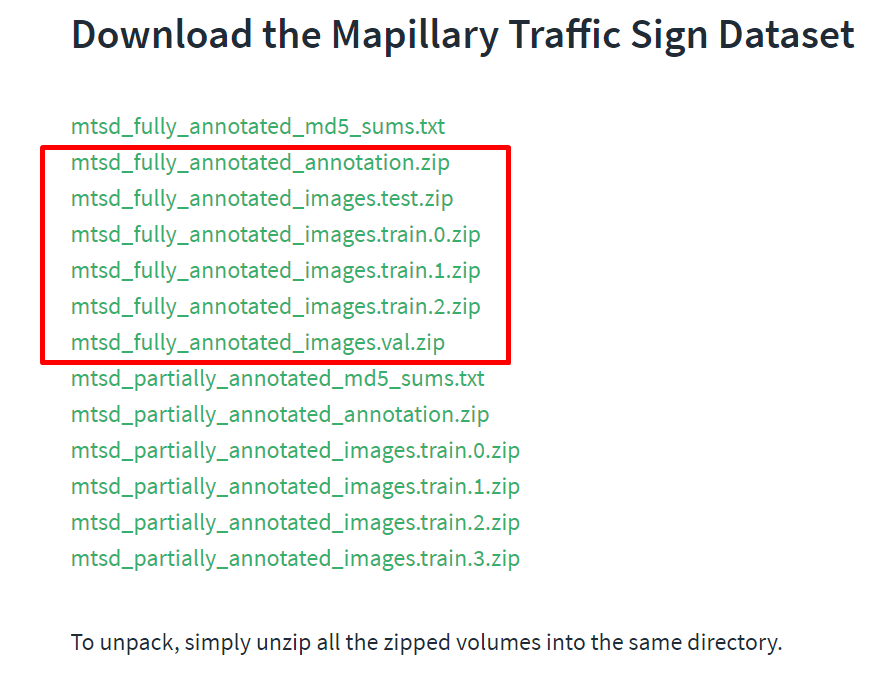 Download the Mapillary Traffic Sign Dataset
mtsd_fully_annotated_md5_sums.txt
mtsd_fully_annotated_annotation.zip
mtsd_fully_annotated_images.test.zip
mtsd_fully_annotated_images.train.0.zip
mtsd_fully_annotated_images.train.1.zip
mtsd_fully_annotated_images.train.2.zip
mtsd_fully_annotated_images.val.zip
mtsd_partially_annotated_md5_sums.txt
mtsd_partially_annotated_annotation.zip
mtsd_partially_annotated_images.train.0.zip
mtsd_partially_annotated_images.train.1.zip
mtsd_partially_annotated_images.train.2.zip
mtsd_partially_annotated_images.train.3.zip
To unpack, simply unzip all the zipped volumes into the same directory.